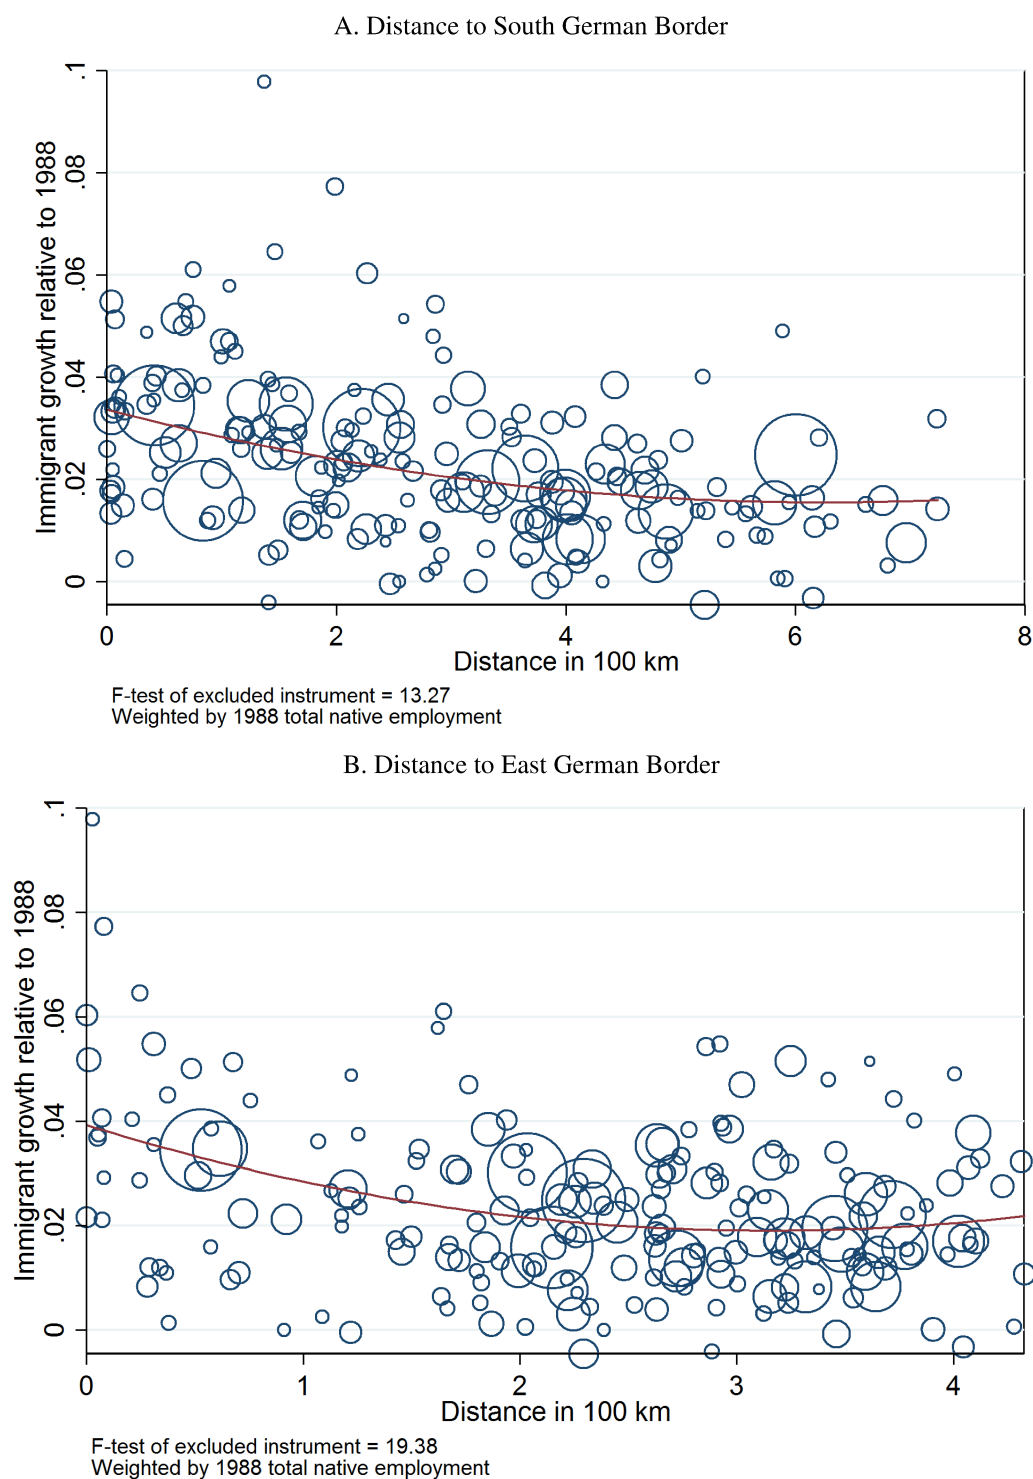 A. Distance to South German Border
Immigrant growth relative to 1988
.1
.08
.06
.04
.02
0
0 2 4 6 8
Distance in 100 km
F-test of excluded instrument = 13.27
Weighted by 1988 total native employment
B. Distance to East German Border
Immigrant growth relative to 1988
.1
.08
.06
.04
.02
0
0 1 2 3 4
Distance in 100 km
F-test of excluded instrument = 19.38
Weighted by 1988 total native employment